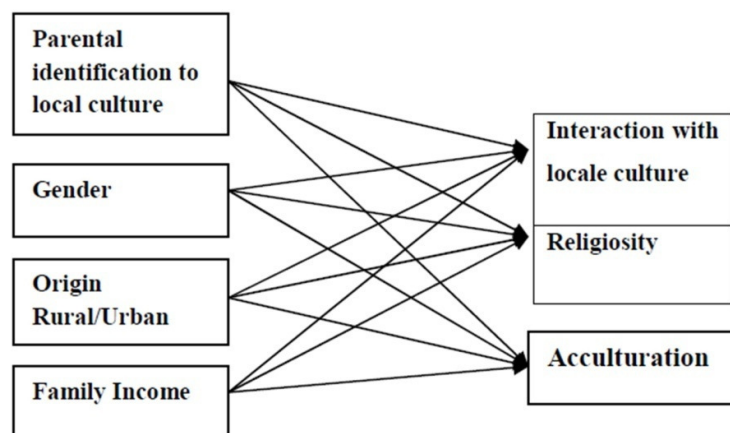 Parental
identification to
local culture
Gender
Origin
Rural/Urban
Family Income
Interaction with
locale culture
Religiosity
Acculturation